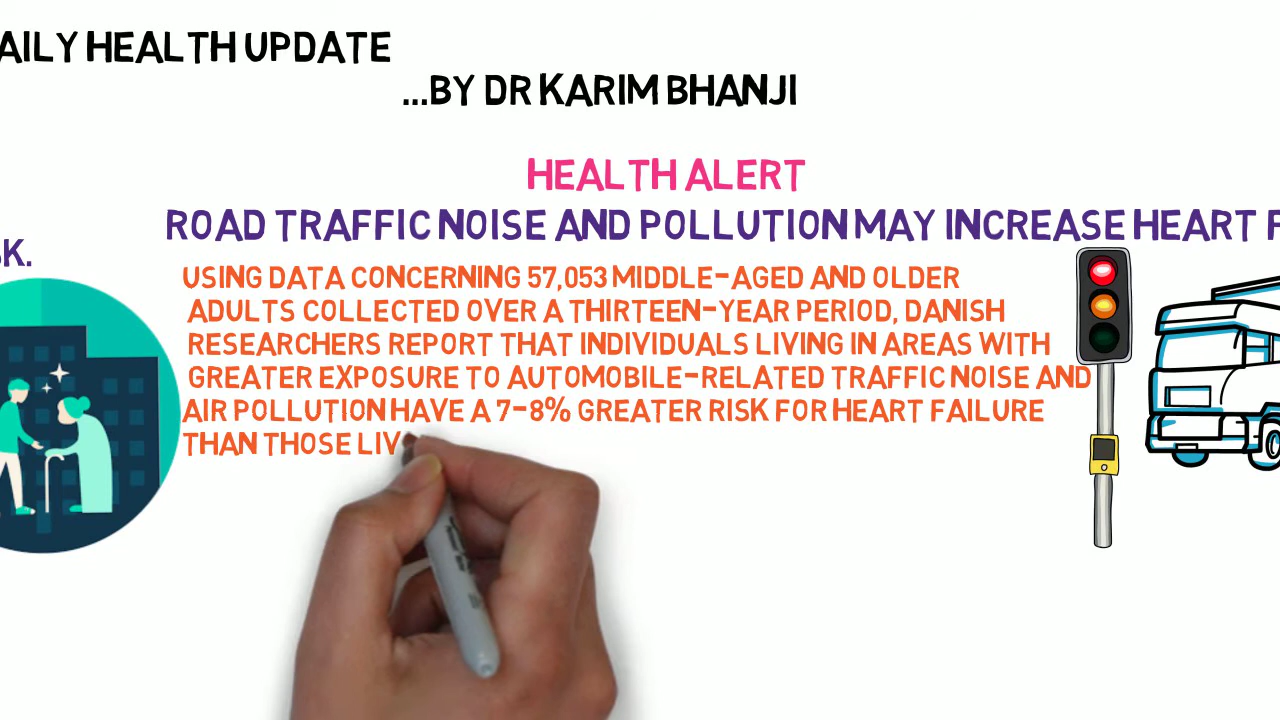 AILY HEALTH UPDATE
...BY DR KARIM BHANJI
HEALTH ALERT
ROAD TRAFFIC NOISE AND POLLUTION MAY INCREASE HEART F
SK.
USING DATA CONCERNING 57,053 MIDDLE-AGED AND OLDER
ADULTS COLLECTED OVER A THIRTEEN-YEAR PERIOD, DANISH
RESEARCHERS REPORT THAT INDIVIDUALS LIVING IN AREAS WITH
GREATER EXPOSURE TO AUTOMOBILE-RELATED TRAFFIC NOISE AND
AIR POLLUTION HAVE A 7-8% GREATER RISK FOR HEART FAILURE
THAN THOSE LIV